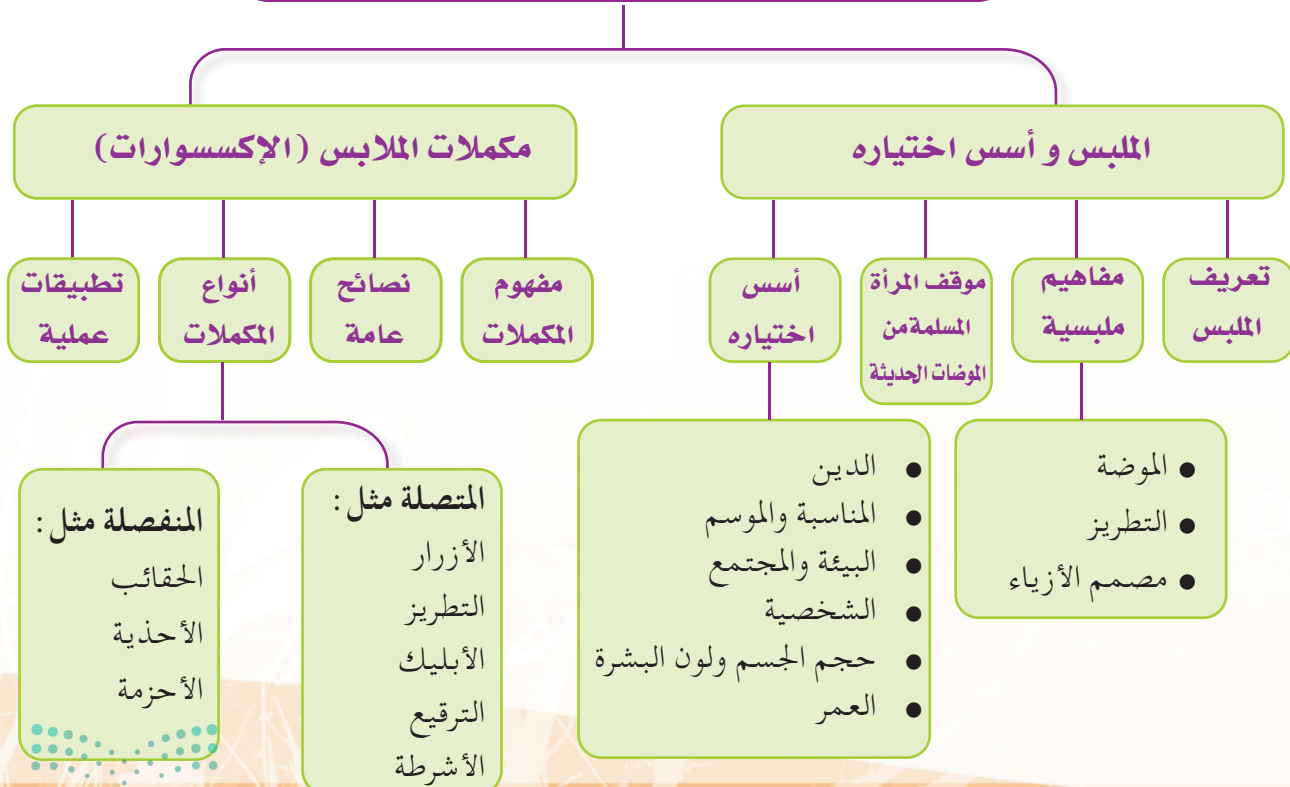 الملبس و أسس اختياره
تعريف
الملبس
مفاهيم
ملبسية
الموضة
التطريز
مصمم الأزياء
موقف المرأة
المسلمة من
الموضات الحديثة
أسس
اختياره
الدين
المناسبة والموسم
البيئة والمجتمع
الشخصية
حجم الجسم ولون البشرة
العمر
مكملات الملابس (الإكسسوارات)
مفهوم
المكملات
نصائح
عامة
أنواع
المكملات
المتصلة مثل :
الأزرار
التطريز
الأبليك
الترقيع
الأشرطة
المنفصلة مثل :
الحقائب
الأحذية
الأحزمة
تطبيقات
عملية